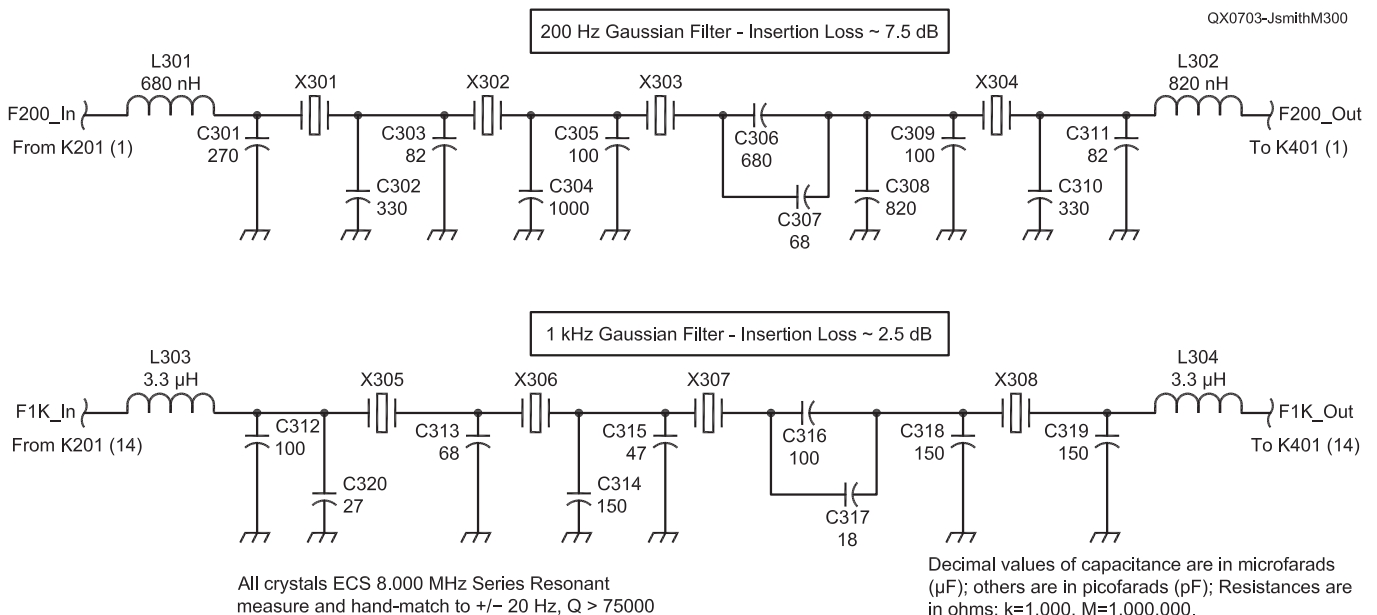 QX0703-JsmithM300
200 Hz Gaussian Filter - Insertion Loss ~ 7.5 dB
L301
680 nH
X301
X302
X303
X304
L302
820 nH
F200_In
From K201 (1)
C301
270
C302
330
C303
82
C304
1000
C305
100
C306
680
C307
68
C308
820
C309
100
C310
330
C311
82
F200_Out
To K401 (1)
1 kHz Gaussian Filter - Insertion Loss ~ 2.5 dB
L303
3.3 µH
X305
X306
X307
X308
L304
3.3 µH
F1K_In
From K201 (14)
C312
100
C320
27
C313
68
C314
150
C315
47
C316
100
C317
18
C318
150
C319
150
F1K_Out
To K401 (14)
All crystals ECS 8.000 MHz Series Resonant
measure and hand-match to +/− 20 Hz, Q > 75000
Decimal values of capacitance are in microfarads
(µF); others are in picofarads (pF); Resistances are
in ohms; k=1,000, M=1,000,000.